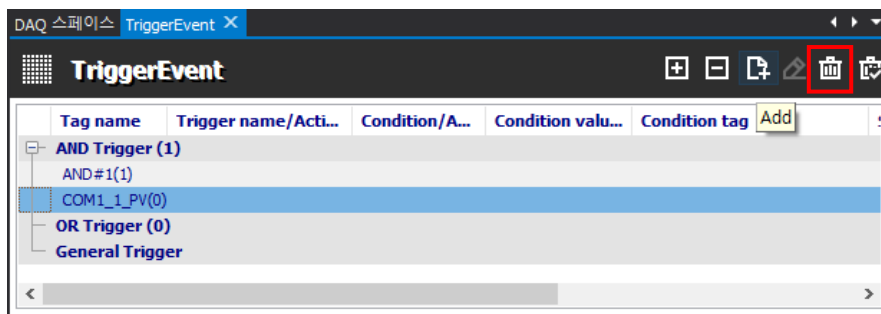 DAQ 스페이스 TriggerEvent
TriggerEvent
Tag name Trigger name/Acti... Condition/A... Condition valu... Condition tag
Add
AND Trigger (1)
AND#1(1)
COM1_1_PV(0)
OR Trigger (0)
General Trigger